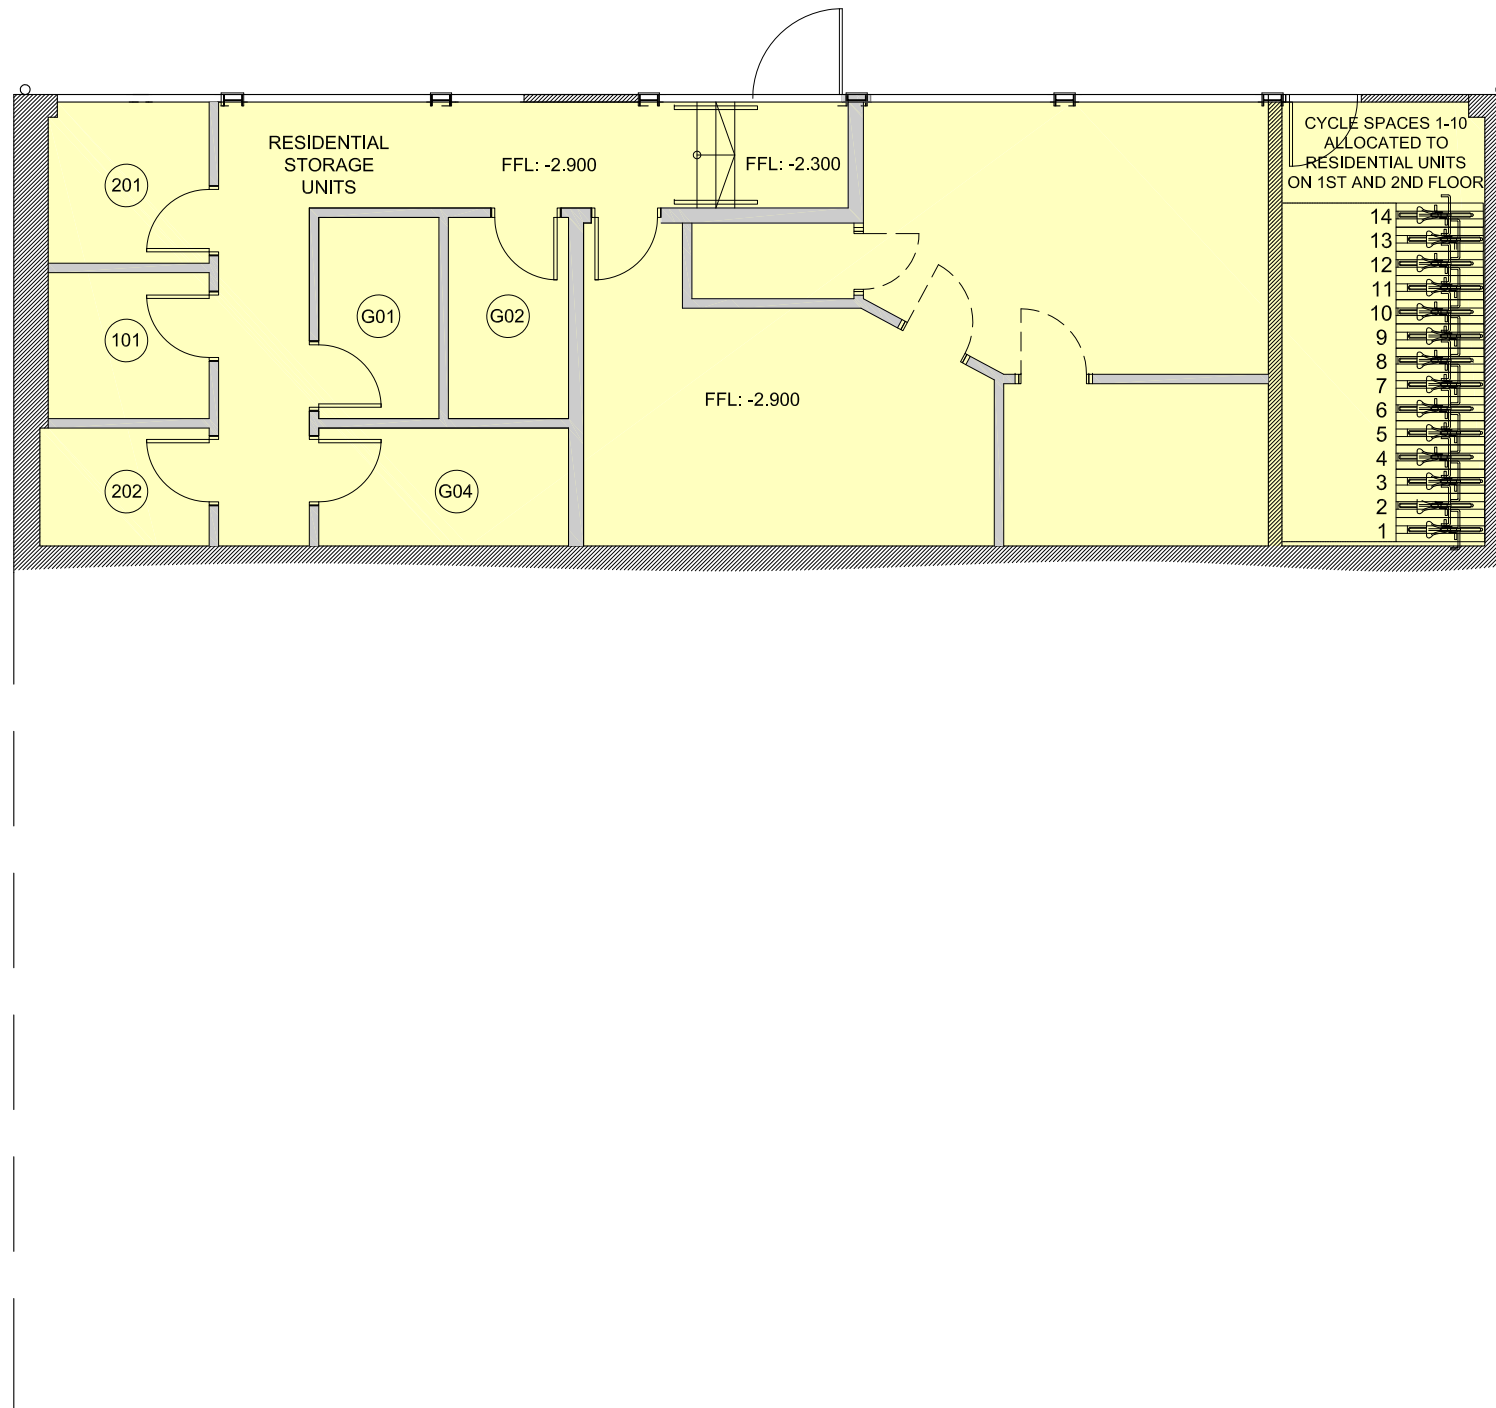 RESIDENTIAL
STORAGE
UNITS
FFL: -2.900
FFL: -2.300
CYCLE SPACES 1-10
ALLOCATED TO
RESIDENTIAL UNITS
ON 1ST AND 2ND FLOOR
201
101
202
G01
G02
G04
FFL: -2.900
14
13
12
11
10
9
8
7
6
5
4
3
2
1